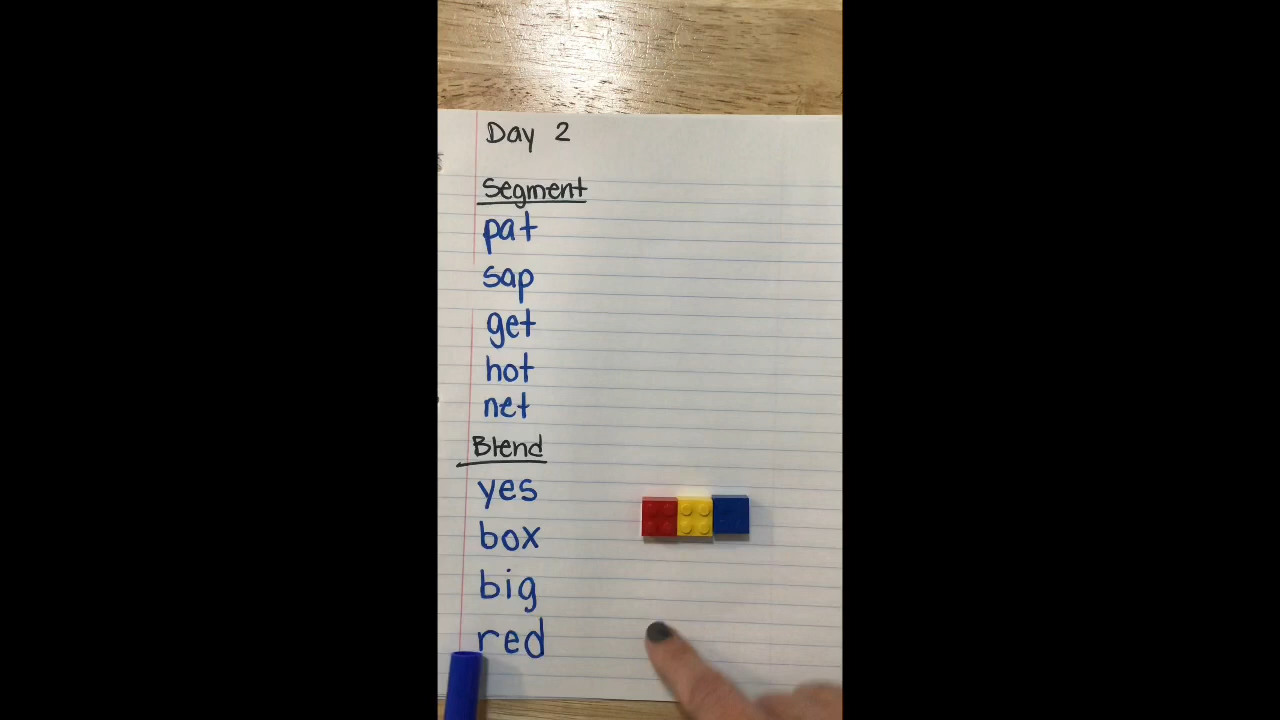 Day 2
Segment
pat
sap
get
hot
net
Blend
yes
box
big
red